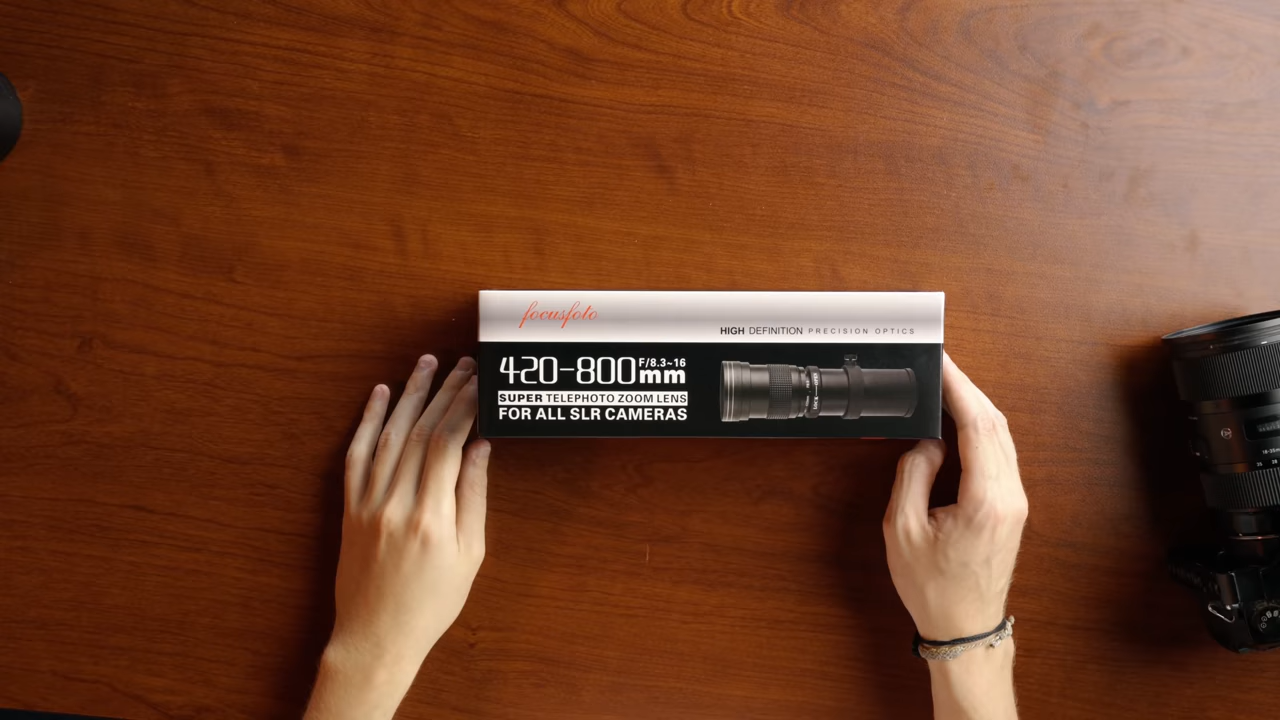 focusfoto
HIGH DEFINITION PRECISION OPTICS
420-800mm F/8.3~16
SUPER TELEPHOTO ZOOM LENS
FOR ALL SLR CAMERAS